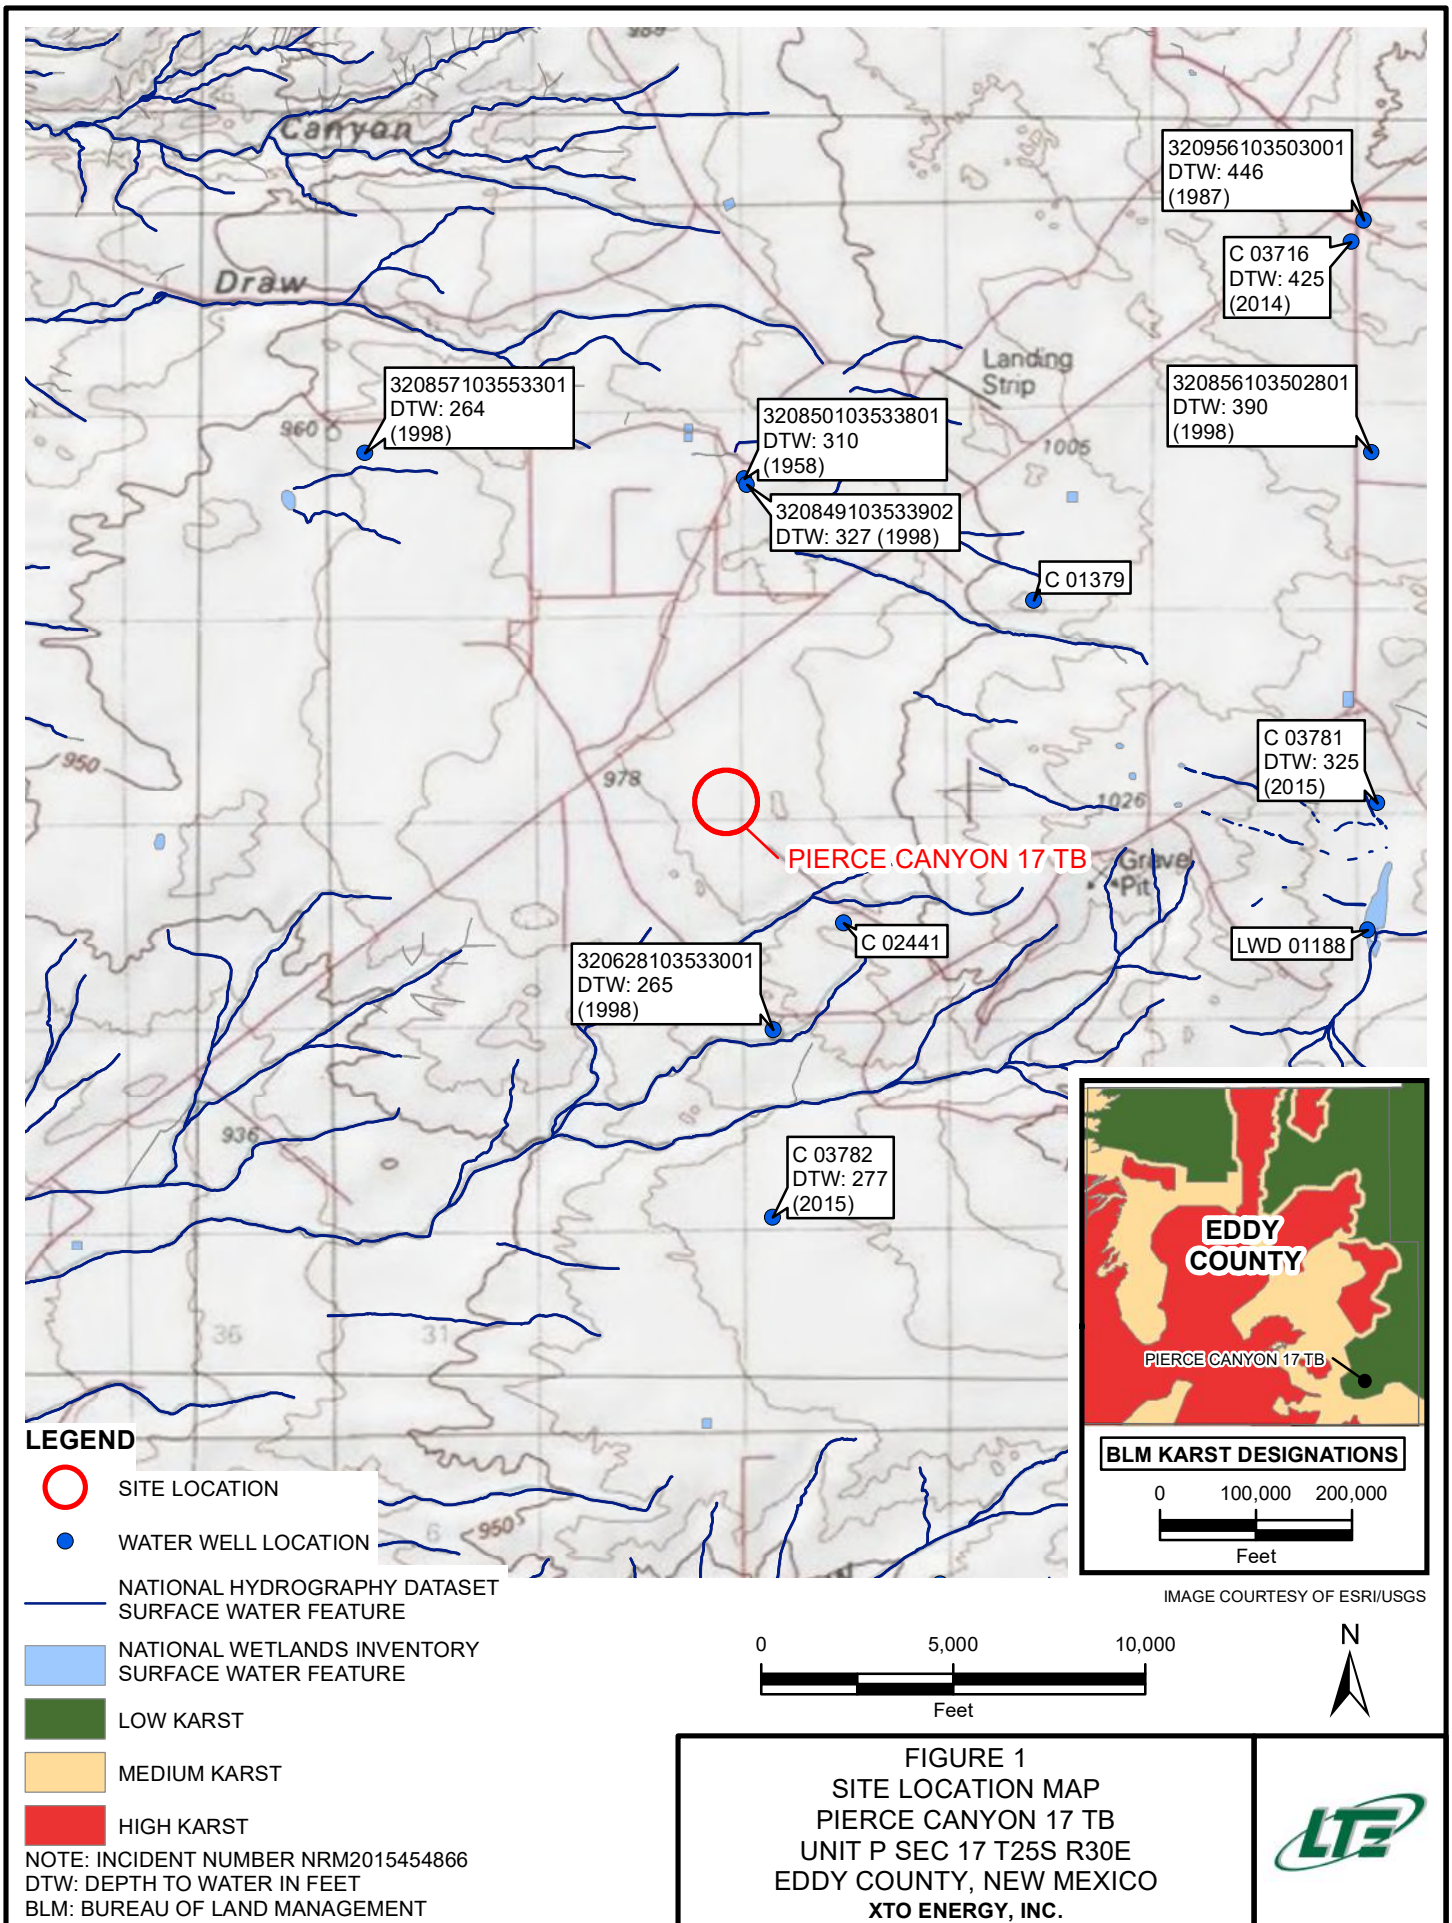 989
Canyon
320956103503001
DTW: 446
(1987)
C 03716
DTW: 425
(2014)
Draw
Landing
Strip
320857103553301
DTW: 264
(1998)
960
320850103533801
DTW: 310
(1958)
320856103502801
DTW: 390
(1998)
1005
320849103533902
DTW: 327 (1998)
C 01379
C 03781
DTW: 325
(2015)
950
978
1026
PIERCE CANYON 17 TB
Gravel
Pit
C 02441
LWD 01188
320628103533001
DTW: 265
(1998)
936
C 03782
DTW: 277
(2015)
36
31
6
950
EDDY
COUNTY
PIERCE CANYON 17 TB
BLM KARST DESIGNATIONS
0 100,000 200,000
Feet
IMAGE COURTESY OF ESRI/USGS
LEGEND
SITE LOCATION
WATER WELL LOCATION
NATIONAL HYDROGRAPHY DATASET
SURFACE WATER FEATURE
NATIONAL WETLANDS INVENTORY
SURFACE WATER FEATURE
LOW KARST
MEDIUM KARST
HIGH KARST
NOTE: INCIDENT NUMBER NRM2015454866
DTW: DEPTH TO WATER IN FEET
BLM: BUREAU OF LAND MANAGEMENT
0 5,000 10,000
Feet
N
FIGURE 1
SITE LOCATION MAP
PIERCE CANYON 17 TB
UNIT P SEC 17 T25S R30E
EDDY COUNTY, NEW MEXICO
XTO ENERGY, INC.
LTE